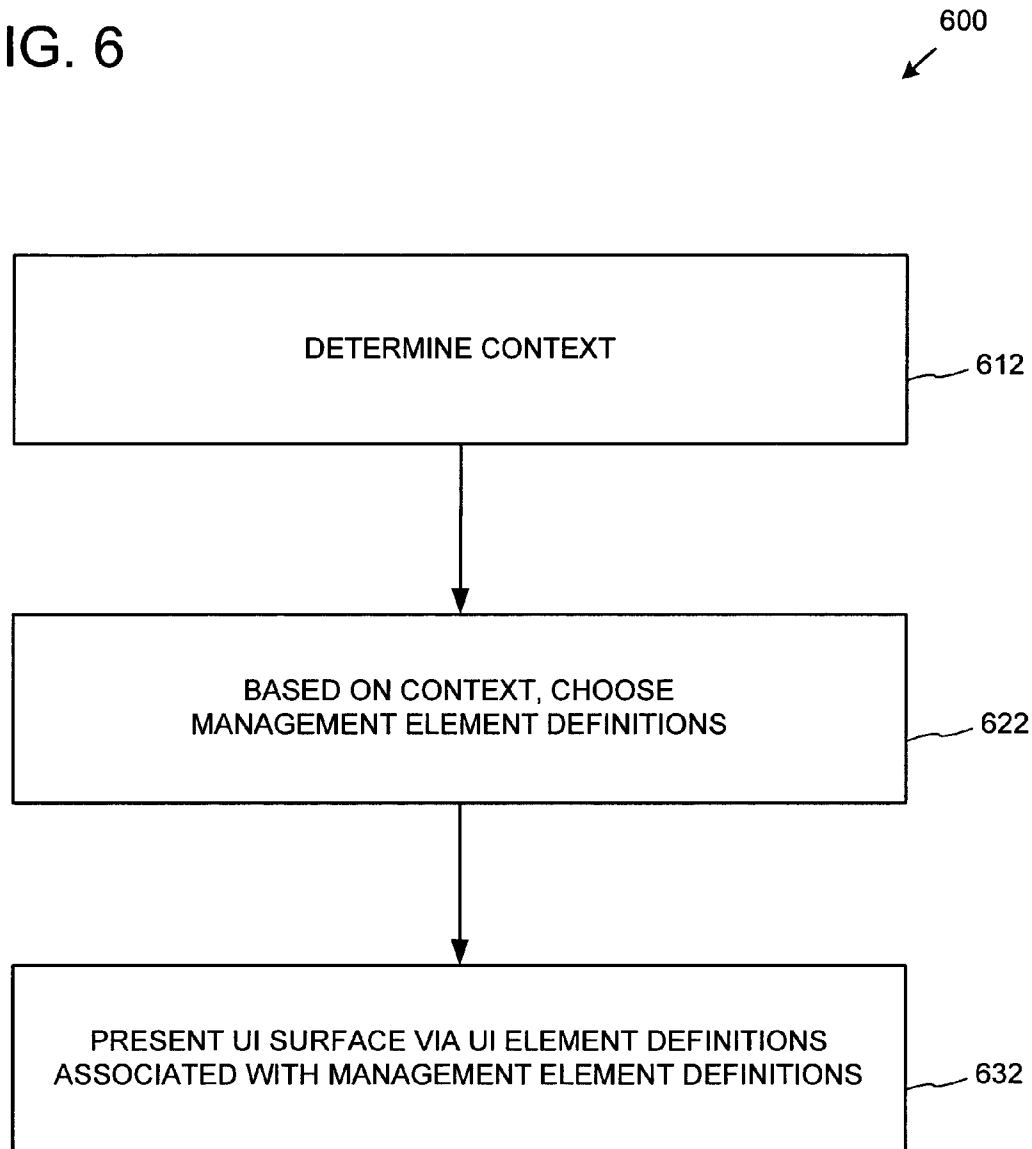 IG. 6
600
DETERMINE CONTEXT
612
BASED ON CONTEXT, CHOOSE
MANAGEMENT ELEMENT DEFINITIONS
622
PRESENT UI SURFACE VIA UI ELEMENT DEFINITIONS
ASSOCIATED WITH MANAGEMENT ELEMENT DEFINITIONS
632